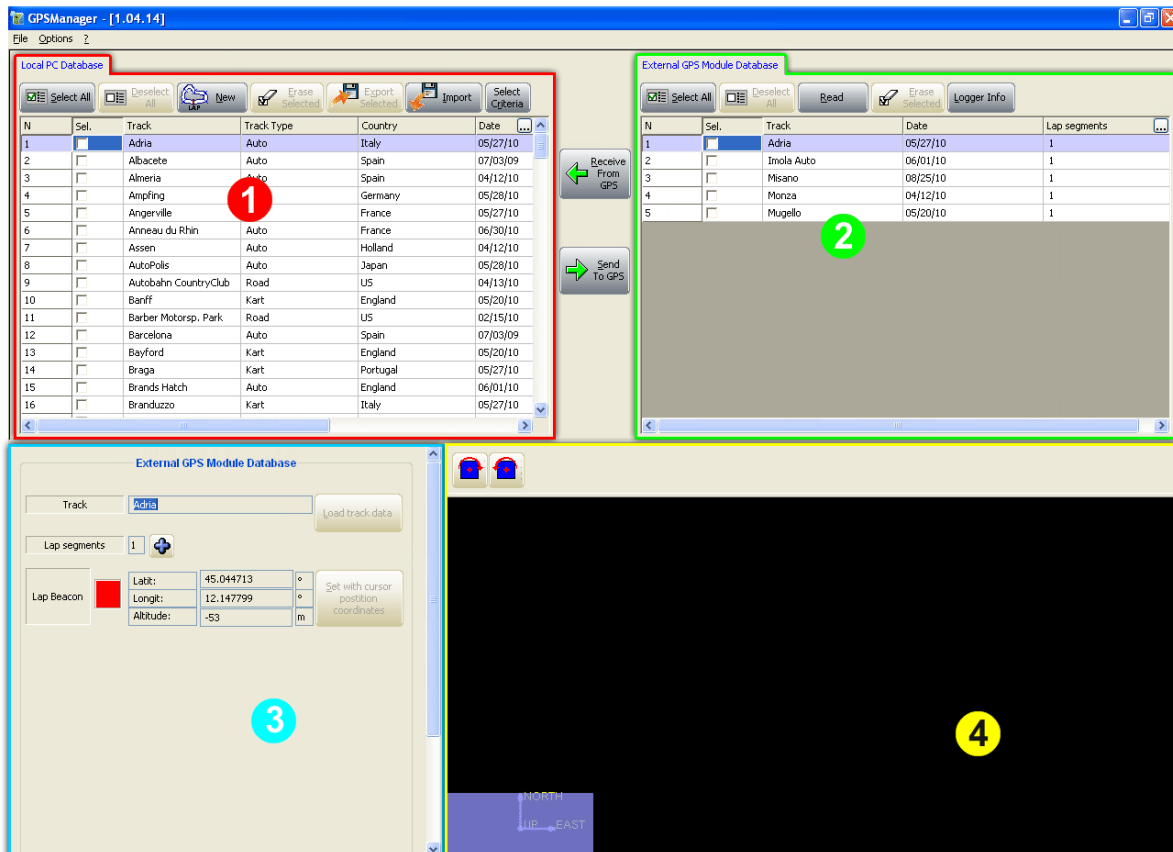 GPSManager - [1.04.14]
File Options ?
Local PC Database
Select All Deselect All LAP New Erase Selected Export Selected Import Select Criteria
N Sel. Track Track Type Country Date ...
1 Adria Auto Italy 05/27/10
2 Albacete Auto Spain 07/03/09
3 Almeria Auto Spain 04/12/10
4 Ampfing Germany 05/28/10
5 Angerville France 05/27/10
6 Anneau du Rhin Auto France 06/30/10
7 Assen Auto Holland 04/12/10
8 AutoPolis Auto Japan 05/28/10
9 Autobahn CountryClub Road US 04/13/10
10 Banff Kart England 05/20/10
11 Barber Motorsp. Park Road US 02/15/10
12 Barcelona Auto Spain 07/03/09
13 Bayford Kart England 05/20/10
14 Braga Kart Portugal 05/27/10
15 Brands Hatch Auto England 06/01/10
16 Branduzzo Kart Italy 05/27/10
1
Receive From GPS
Send To GPS
External GPS Module Database
Select All Deselect All Read Erase Selected Logger Info
N Sel. Track Date Lap segments ...
1 Adria 05/27/10 1
2 Imola Auto 06/01/10 1
3 Misano 08/25/10 1
4 Monza 04/12/10 1
5 Mugello 05/20/10 1
2
External GPS Module Database
Track Adria Load track data
Lap segments 1
Lap Beacon
Latit: 45.044713 °
Longit: 12.147799 °
Altitude: -53 m
Set with cursor postition coordinates
3
4
NORTH
UP EAST